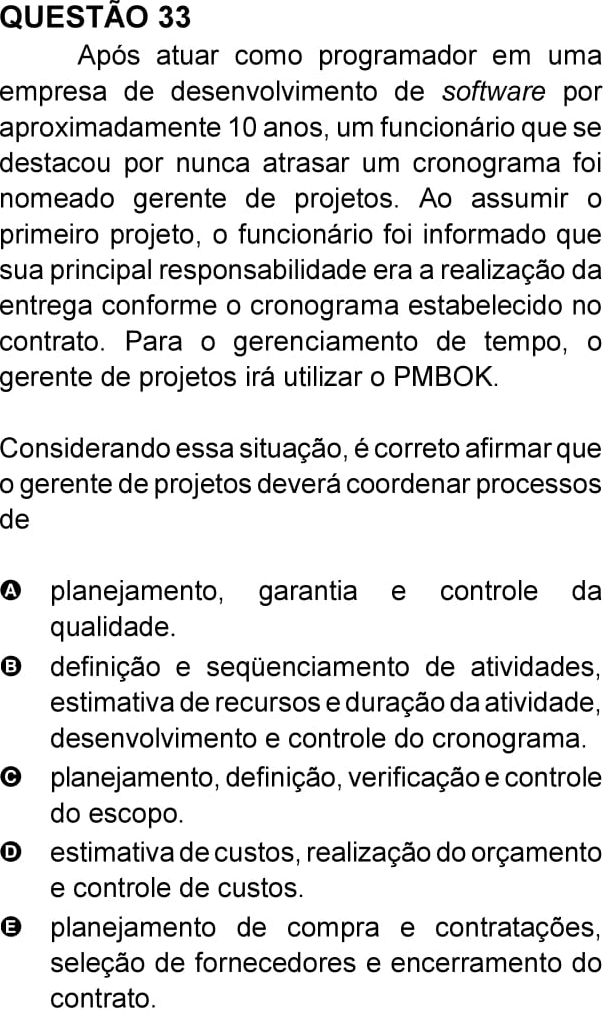 QUESTÃO 33
Após atuar como programador em uma
empresa de desenvolvimento de software por
aproximadamente 10 anos, um funcionário que se
destacou por nunca atrasar um cronograma foi
nomeado gerente de projetos. Ao assumir o
primeiro projeto, o funcionário foi informado que
sua principal responsabilidade era a realização da
entrega conforme o cronograma estabelecido no
contrato. Para o gerenciamento de tempo, o
gerente de projetos irá utilizar o PMBOK.
Considerando essa situação, é correto afirmar que
o gerente de projetos deverá coordenar processos
de
A planejamento, garantia e controle da
qualidade.
B definição e seqüenciamento de atividades,
estimativa de recursos e duração da atividade,
desenvolvimento e controle do cronograma.
C planejamento, definição, verificação e controle
do escopo.
D estimativa de custos, realização do orçamento
e controle de custos.
E planejamento de compra e contratações,
seleção de fornecedores e encerramento do
contrato.